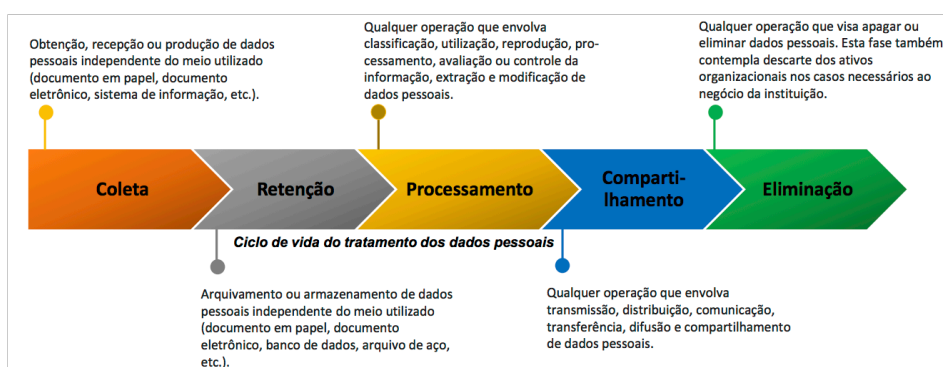 Obtenção, recepção ou produção de dados
pessoais independente do meio utilizado
(documento em papel, documento
eletrônico, sistema de informação, etc.).
Qualquer operação que envolva
classificação, utilização, reprodução, pro-
cessamento, avaliação ou controle da
informação, extração e modificação de
dados pessoais.
Qualquer operação que visa apagar ou
eliminar dados pessoais. Esta fase também
contempla descarte dos ativos
organizacionais nos casos necessários ao
negócio da instituição.
Coleta
Retenção
Processamento
Comparti-
lhamento
Eliminação
Ciclo de vida do tratamento dos dados pessoais
Arquivamento ou armazenamento de dados
pessoais independente do meio utilizado
(documento em papel, documento
eletrônico, banco de dados, arquivo de aço,
etc.).
Qualquer operação que envolva
transmissão, distribuição, comunicação,
transferência, difusão e compartilhamento
de dados pessoais.